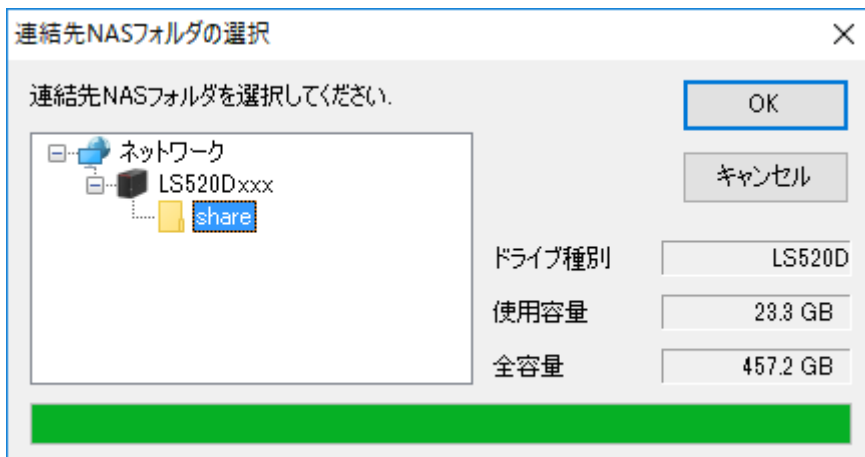 連結先NASフォルダの選択
連結先NASフォルダを選択してください.
OK
キャンセル
ネットワーク
LS520Dxxx
share
ドライブ種別 LS520D
使用容量 23.3 GB
全容量 457.2 GB